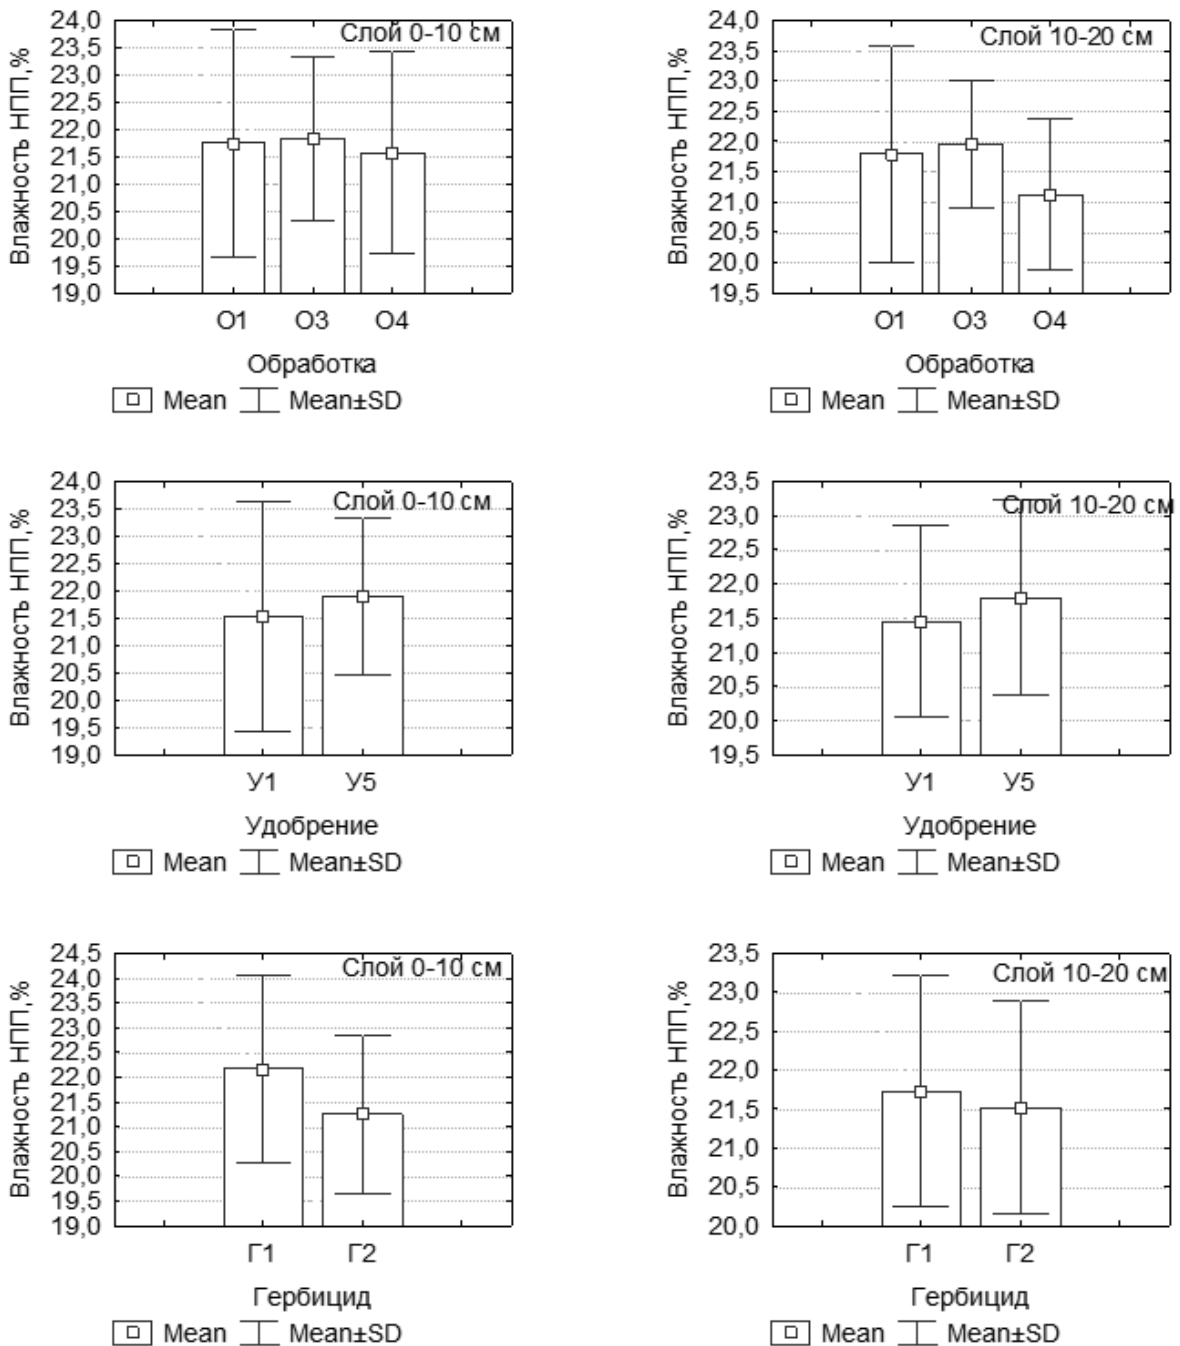 Слой 0-10 см
Влажность НПП,%
24,0
23,5
23,0
22,5
22,0
21,5
21,0
20,5
20,0
19,5
19,0
О1 О3 О4
Обработка
Mean Mean±SD
Слой 10-20 см
Влажность НПП,%
24,0
23,5
23,0
22,5
22,0
21,5
21,0
20,5
20,0
19,5
О1 О3 О4
Обработка
Mean Mean±SD
Слой 0-10 см
Влажность НПП,%
24,0
23,5
23,0
22,5
22,0
21,5
21,0
20,5
20,0
19,5
19,0
У1 У5
Удобрение
Mean Mean±SD
Слой 10-20 см
Влажность НПП,%
23,5
23,0
22,5
22,0
21,5
21,0
20,5
20,0
19,5
У1 У5
Удобрение
Mean Mean±SD
Слой 0-10 см
Влажность НПП,%
24,5
24,0
23,5
23,0
22,5
22,0
21,5
21,0
20,5
20,0
19,5
19,0
Г1 Г2
Гербицид
Mean Mean±SD
Слой 10-20 см
Влажность НПП,%
23,5
23,0
22,5
22,0
21,5
21,0
20,5
20,0
Г1 Г2
Гербицид
Mean Mean±SD